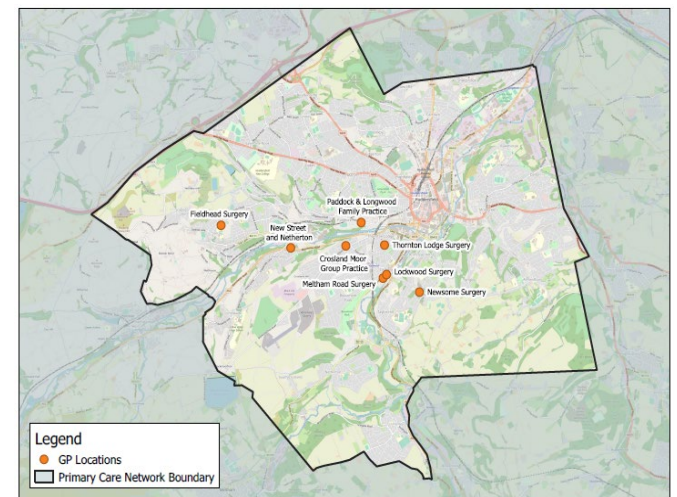 Paddock & Longwood
Family Practice
Fieldhead Surgery
New Street
and Netherton
Thornton Lodge Surgery
Crosland Moor
Group Practice
Lockwood Surgery
Meltham Road Surgery
Newsome Surgery
Legend
GP Locations
Primary Care Network Boundary